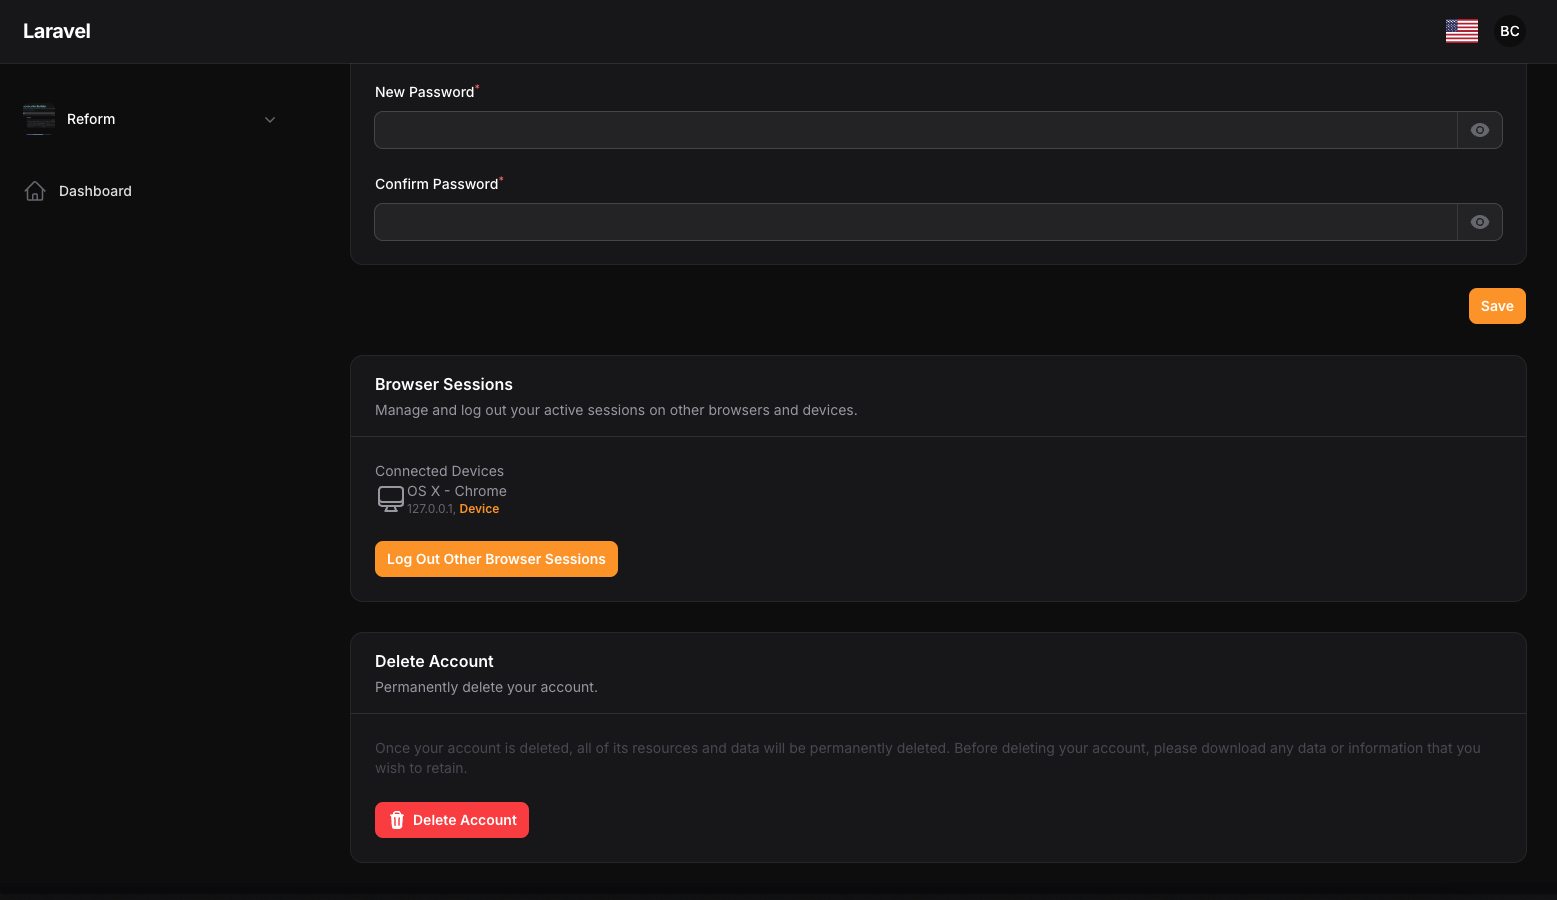 Laravel
BC
Reform
Dashboard
New Password*
Confirm Password*
Save
Browser Sessions
Manage and log out your active sessions on other browsers and devices.
Connected Devices
OS X - Chrome
127.0.0.1, Device
Log Out Other Browser Sessions
Delete Account
Permanently delete your account.
Once your account is deleted, all of its resources and data will be permanently deleted. Before deleting your account, please download any data or information that you
wish to retain.
Delete Account